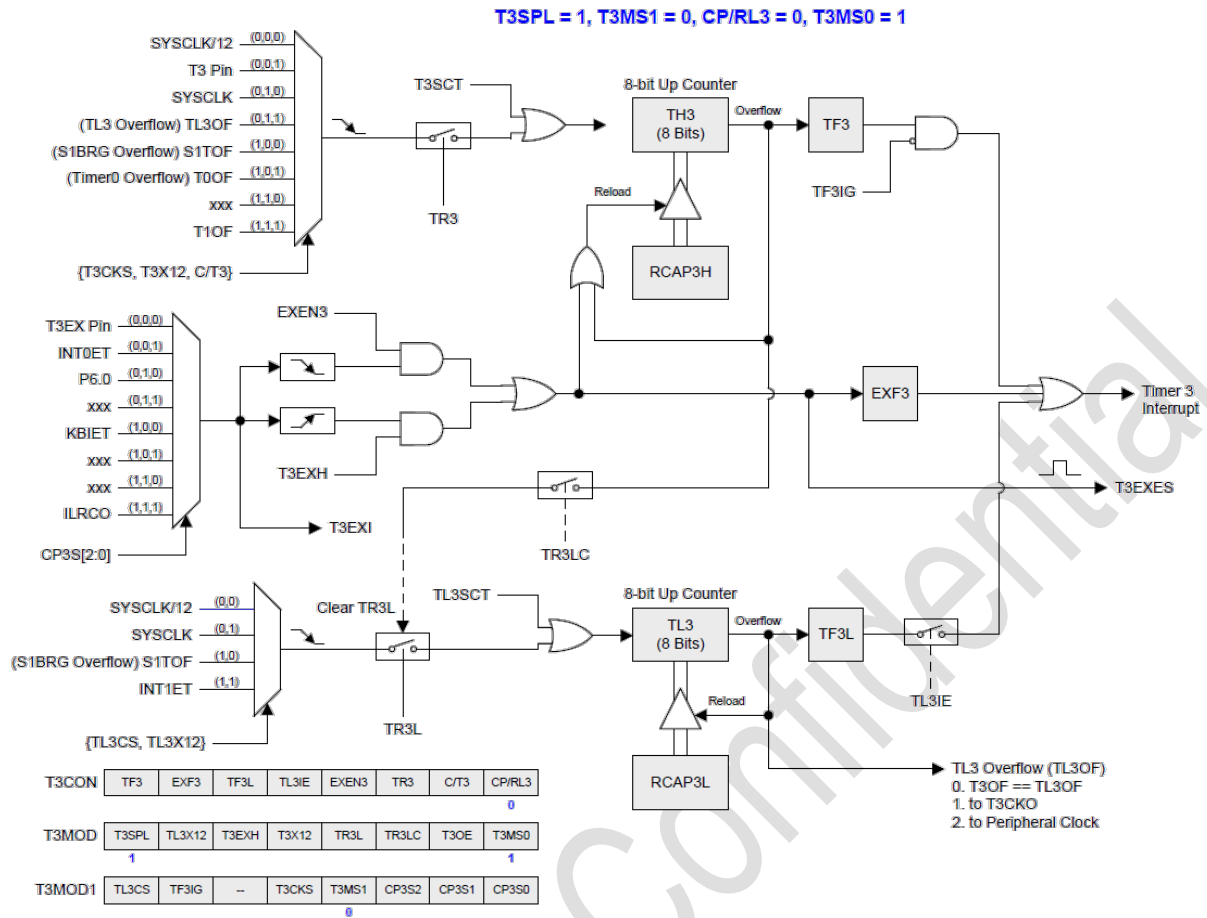 T3SPL = 1, T3MS1 = 0, CP/RL3 = 0, T3MS0 = 1
SYSCLK/12 (0,0,0)
T3 Pin (0,0,1)
SYSCLK (0,1,0)
(TL3 Overflow) TL3OF (0,1,1)
(S1BRG Overflow) S1TOF (1,0,0)
(Timer0 Overflow) T0OF (1,0,1)
xxx (1,1,0)
T1OF (1,1,1)
{T3CKS, T3X12, C/T3}
TR3
T3SCT
8-bit Up Counter
TH3
(8 Bits)
Overflow
TF3
TF3IG
Reload
RCAP3H
T3EX Pin (0,0,0)
INT0ET (0,0,1)
P6.0 (0,1,0)
xxx (0,1,1)
KBIET (1,0,0)
xxx (1,0,1)
xxx (1,1,0)
ILRCO (1,1,1)
CP3S[2:0]
EXEN3
T3EXH
T3EXI
EXF3
Timer 3
Interrupt
T3EXES
TR3LC
SYSCLK/12 (0,0)
SYSCLK (0,1)
(S1BRG Overflow) S1TOF (1,0)
INT1ET (1,1)
{TL3CS, TL3X12}
Clear TR3L
TR3L
TL3SCT
8-bit Up Counter
TL3
(8 Bits)
Overflow
TF3L
TL3IE
Reload
RCAP3L
TL3 Overflow (TL3OF)
0. T3OF == TL3OF
1. to T3CKO
2. to Peripheral Clock
T3CON TF3 EXF3 TF3L TL3IE EXEN3 TR3 C/T3 CP/RL3
0
T3MOD T3SPL TL3X12 T3EXH T3X12 TR3L TR3LC T3OE T3MS0
1 1
T3MOD1 TL3CS TF3IG -- T3CKS T3MS1 CP3S2 CP3S1 CP3S0
0
Confidential